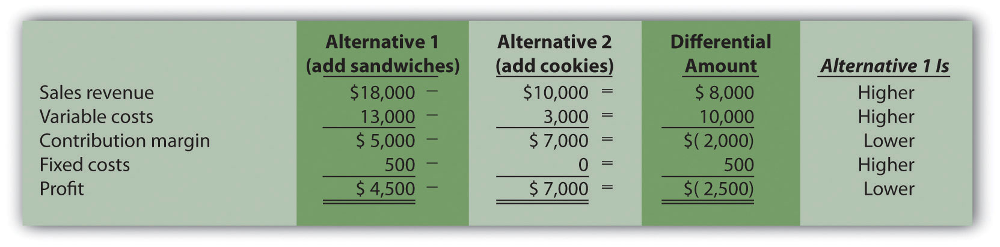 Alternative 1 Alternative 2 Differential
(add sandwiches) (add cookies) Amount Alternative 1 Is
Sales revenue $18,000 − $10,000 = $ 8,000 Higher
Variable costs 13,000 − 3,000 = 10,000 Higher
Contribution margin $ 5,000 − $ 7,000 = $( 2,000) Lower
Fixed costs 500 − 0 = 500 Higher
Profit $ 4,500 − $ 7,000 = $( 2,500) Lower